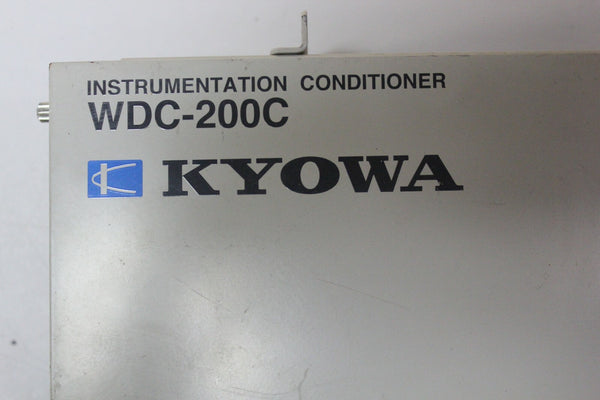 INSTRUMENTATION CONDITIONER
WDC-200C
KYOWA